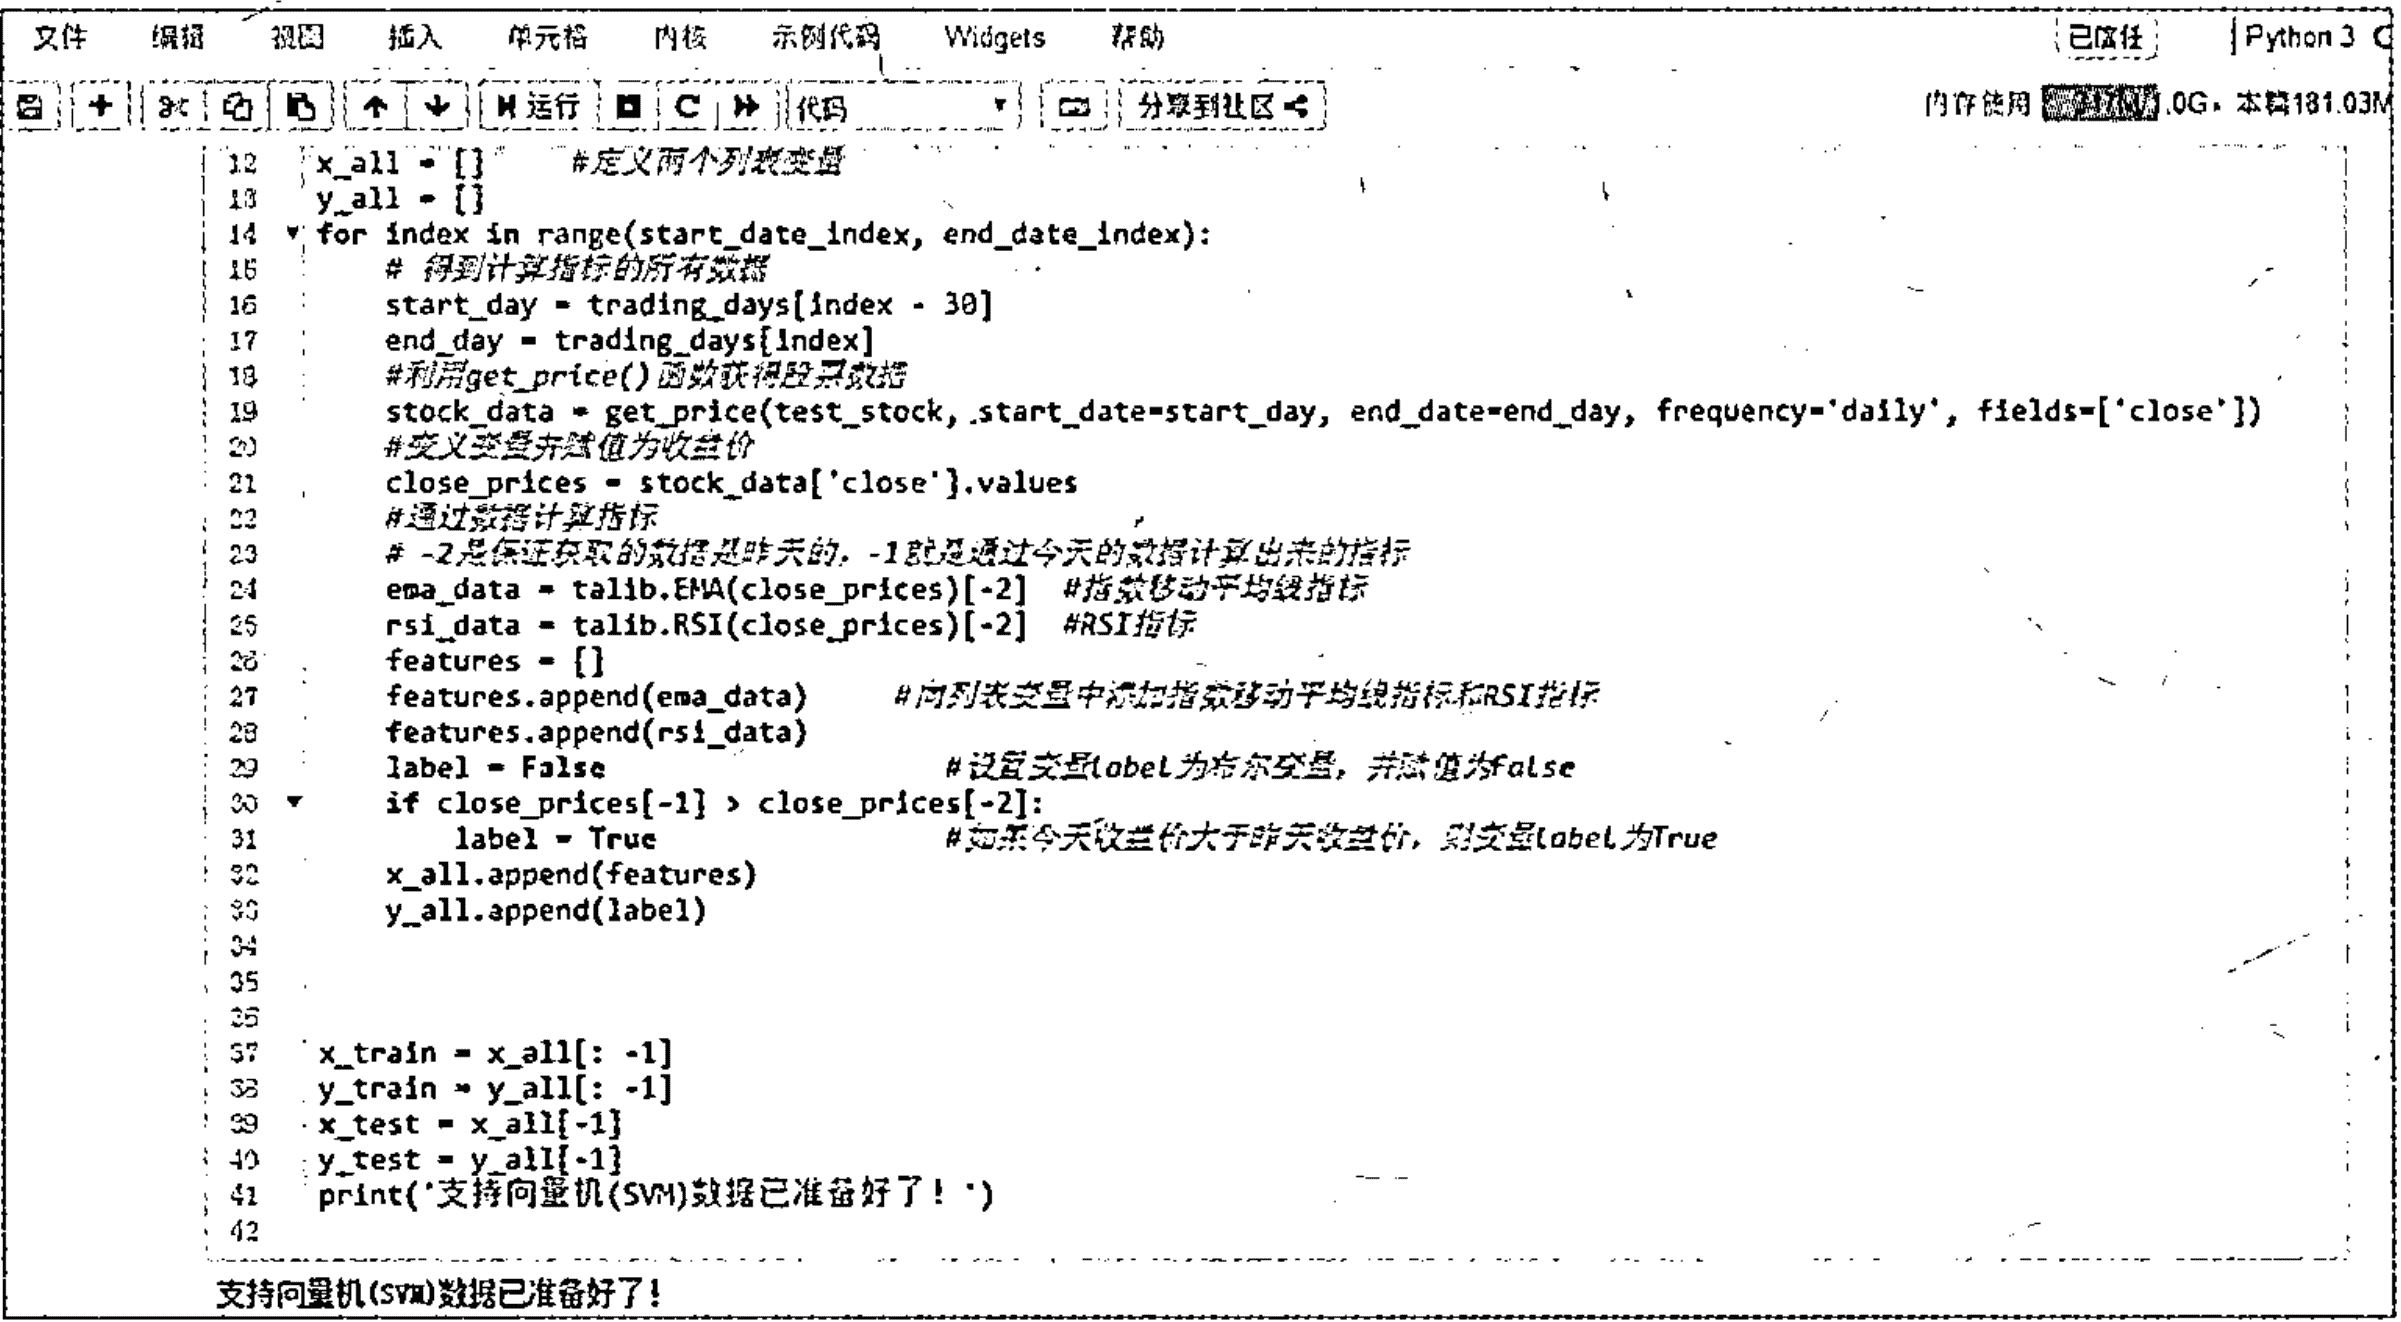 文件 编辑 视图 插入 单元格 内核 示例代码 Widgets 帮助 已信任 Python 3
运行 代码 分享到社区 内存使用 .0G，本篇181.03M
12 x_all = [] #定义两个列表变量
13 y_all = []
14 for index in range(start_date_index, end_date_index):
15 # 得到计算指标的所有数据
16 start_day = trading_days[index - 30]
17 end_day = trading_days[index]
18 #利用get_price()函数获得股票数据
19 stock_data = get_price(test_stock, start_date=start_day, end_date=end_day, frequency='daily', fields=['close'])
20 #变义变量并赋值为收盘价
21 close_prices = stock_data['close'].values
22 #通过数据计算指标
23 # -2是保证获取的数据是昨天的，-1就是通过今天的数据计算出来的指标
24 ema_data = talib.EMA(close_prices)[-2] #指数移动平均线指标
25 rsi_data = talib.RSI(close_prices)[-2] #RSI指标
26 features = []
27 features.append(ema_data) #向列表变量中添加指数移动平均线指标和RSI指标
28 features.append(rsi_data)
29 label = False #设置变量label为布尔变量，并赋值为false
30 if close_prices[-1] > close_prices[-2]:
31 label = True #如果今天收盘价大于昨天收盘价，则变量label为True
32 x_all.append(features)
33 y_all.append(label)
34
35
36
37 x_train = x_all[: -1]
38 y_train = y_all[: -1]
39 x_test = x_all[-1]
40 y_test = y_all[-1]
41 print('支持向量机(SVM)数据已准备好了！')
42
支持向量机(SVM)数据已准备好了！